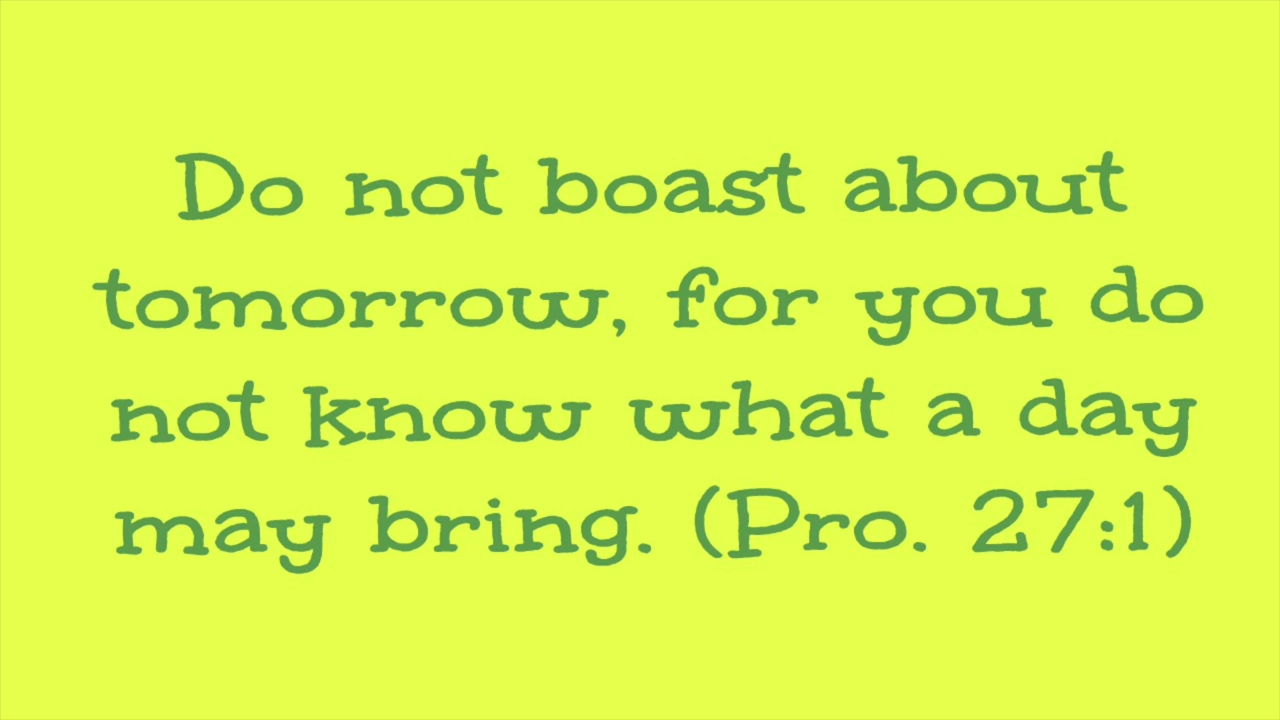 Do not boast about
tomorrow, for you do
not know what a day
may bring. (Pro. 27:1)